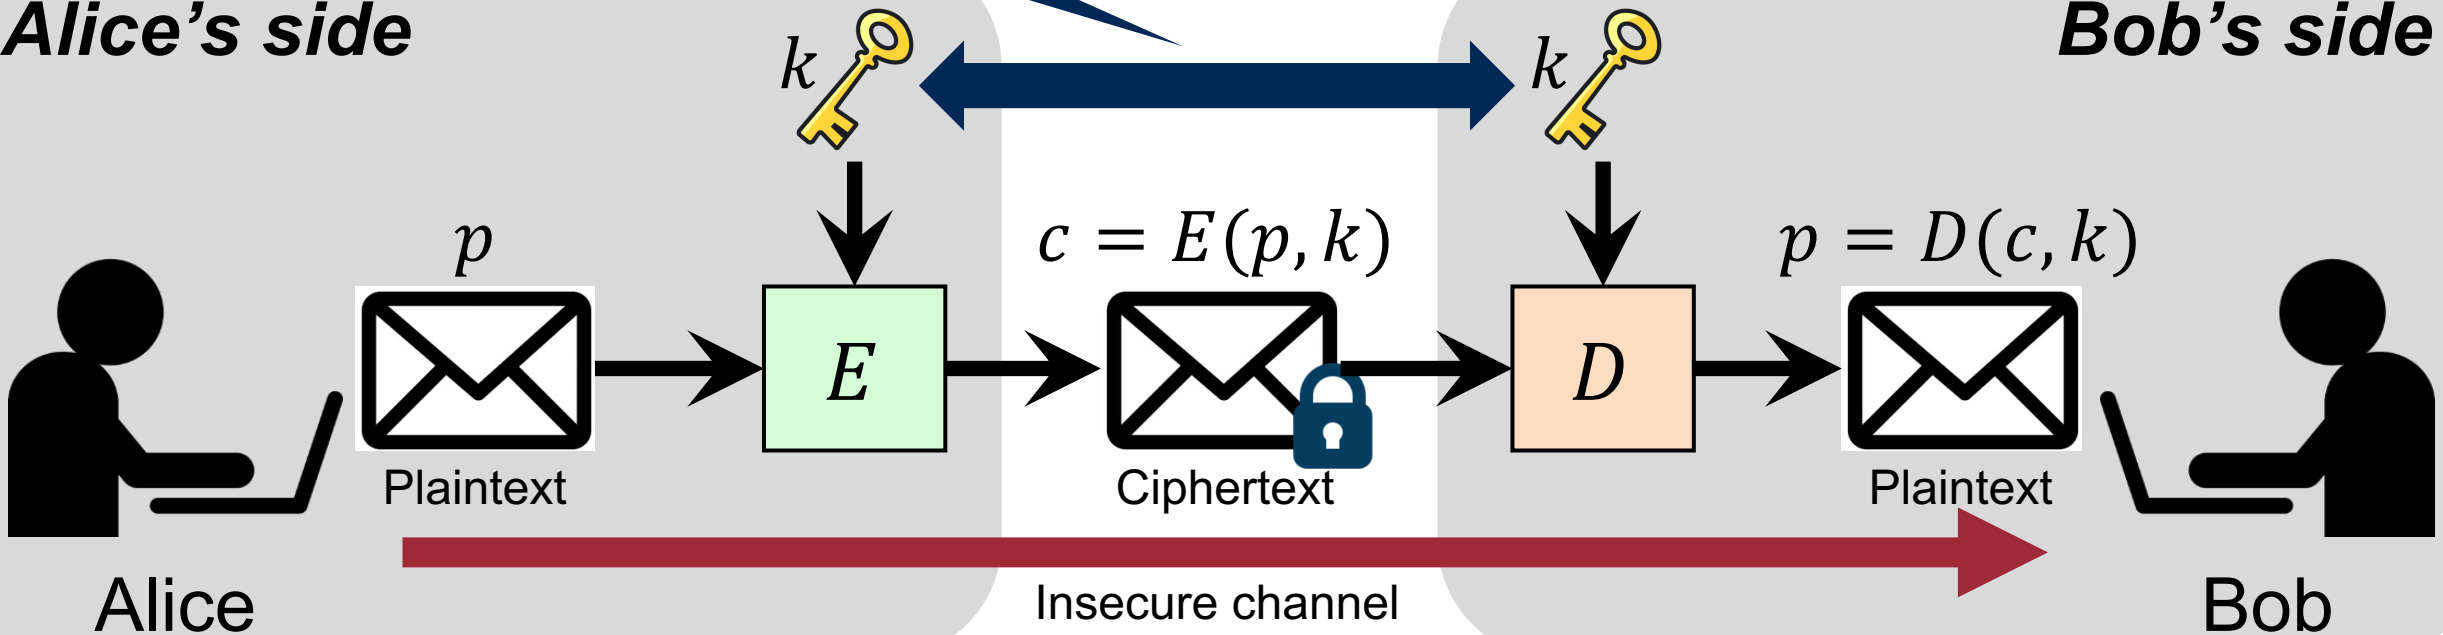 Alice's side
Bob's side
k
k
p
c = E(p, k)
p = D(c, k)
E
D
Plaintext
Ciphertext
Plaintext
Insecure channel
Alice
Bob